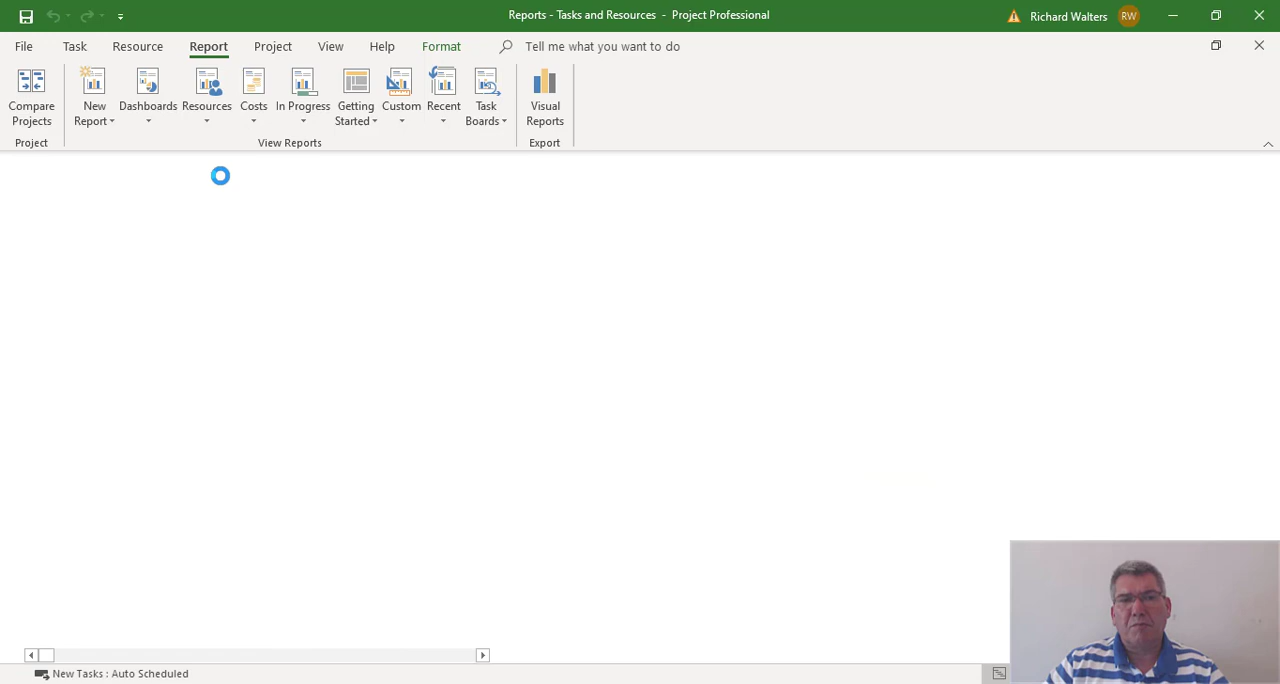 Reports - Tasks and Resources - Project Professional
Richard Walters RW
File Task Resource Report Project View Help Format Tell me what you want to do
Compare Projects
New Report
Dashboards
Resources
Costs
In Progress
Getting Started
Custom
Recent
Task Boards
Visual Reports
Project View Reports Export
New Tasks : Auto Scheduled